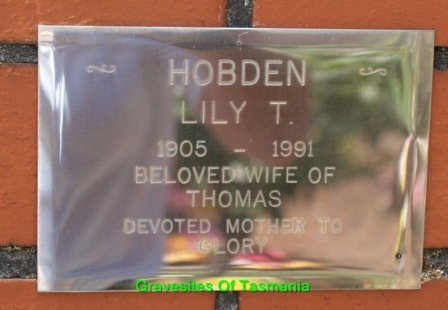 HOBDEN
LILY T.
1905 - 1991
BELOVED WIFE OF
THOMAS
DEVOTED MOTHER TO
GLORY
Gravesites Of Tasmania